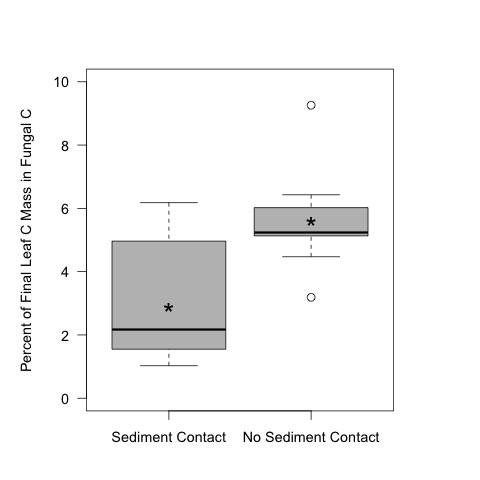 Percent of Final Leaf C Mass in Fungal C
10
8
6
4
2
0
*
*
Sediment Contact
No Sediment Contact